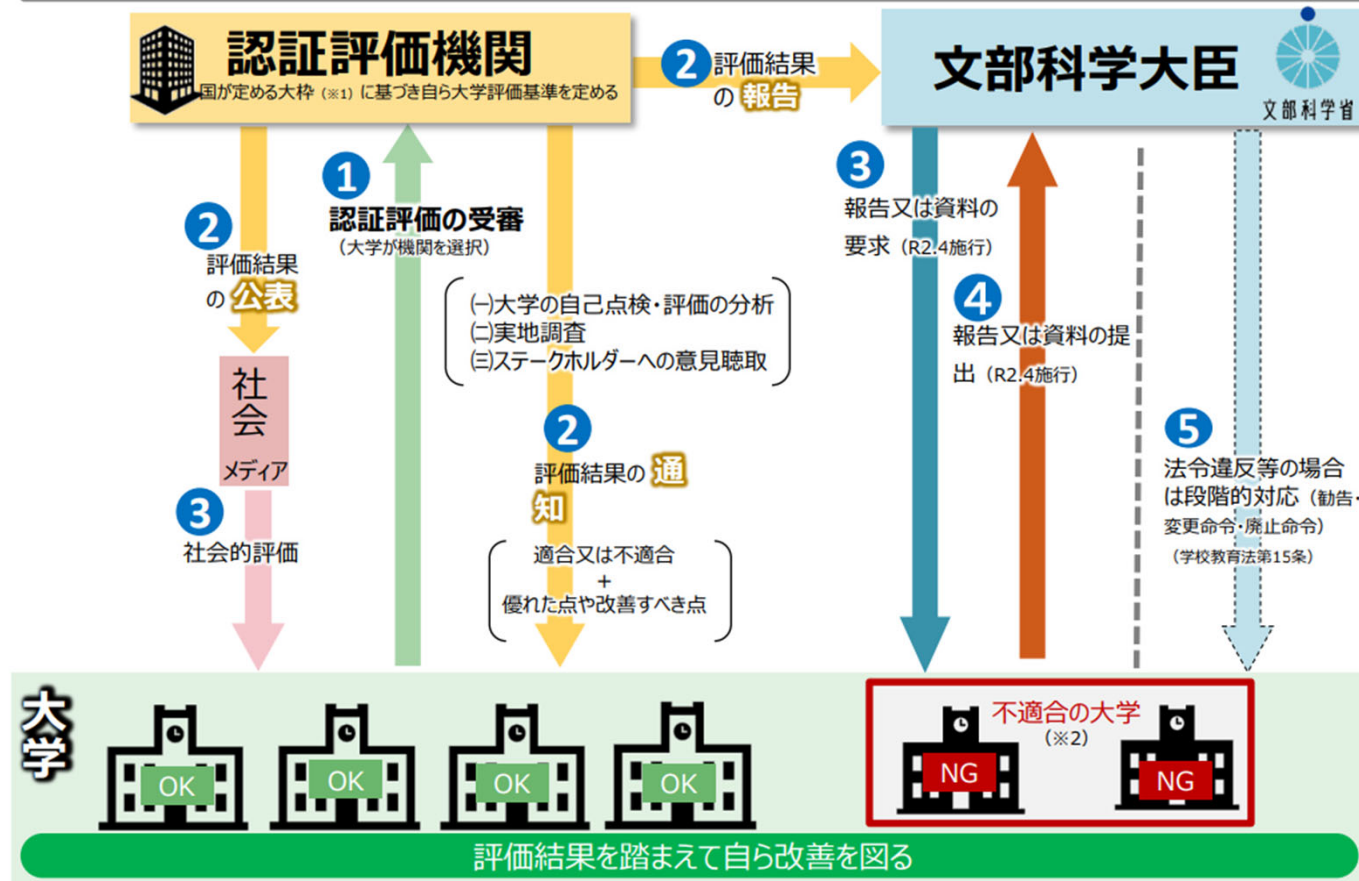 認証評価機関
国が定める大枠（※1）に基づき自ら大学評価基準を定める
2
評価結果
の 報告
文部科学大臣
文部科学省
1
認証評価の受審
（大学が機関を選択）
2
評価結果
の 公表
社会
メディア
3
社会的評価
㈠大学の自己点検・評価の分析
㈡実地調査
㈢ステークホルダーへの意見聴取
2
評価結果の 通
知
適合又は不適合
+
優れた点や改善すべき点
3
報告又は資料の
要求（R2.4施行）
4
報告又は資料の提
出（R2.4施行）
5
法令違反等の場合
は段階的対応（勧告・
変更命令・廃止命令）
（学校教育法第15条）
大学
OK
OK
OK
OK
不適合の大学
（※2）
NG
NG
評価結果を踏まえて自ら改善を図る